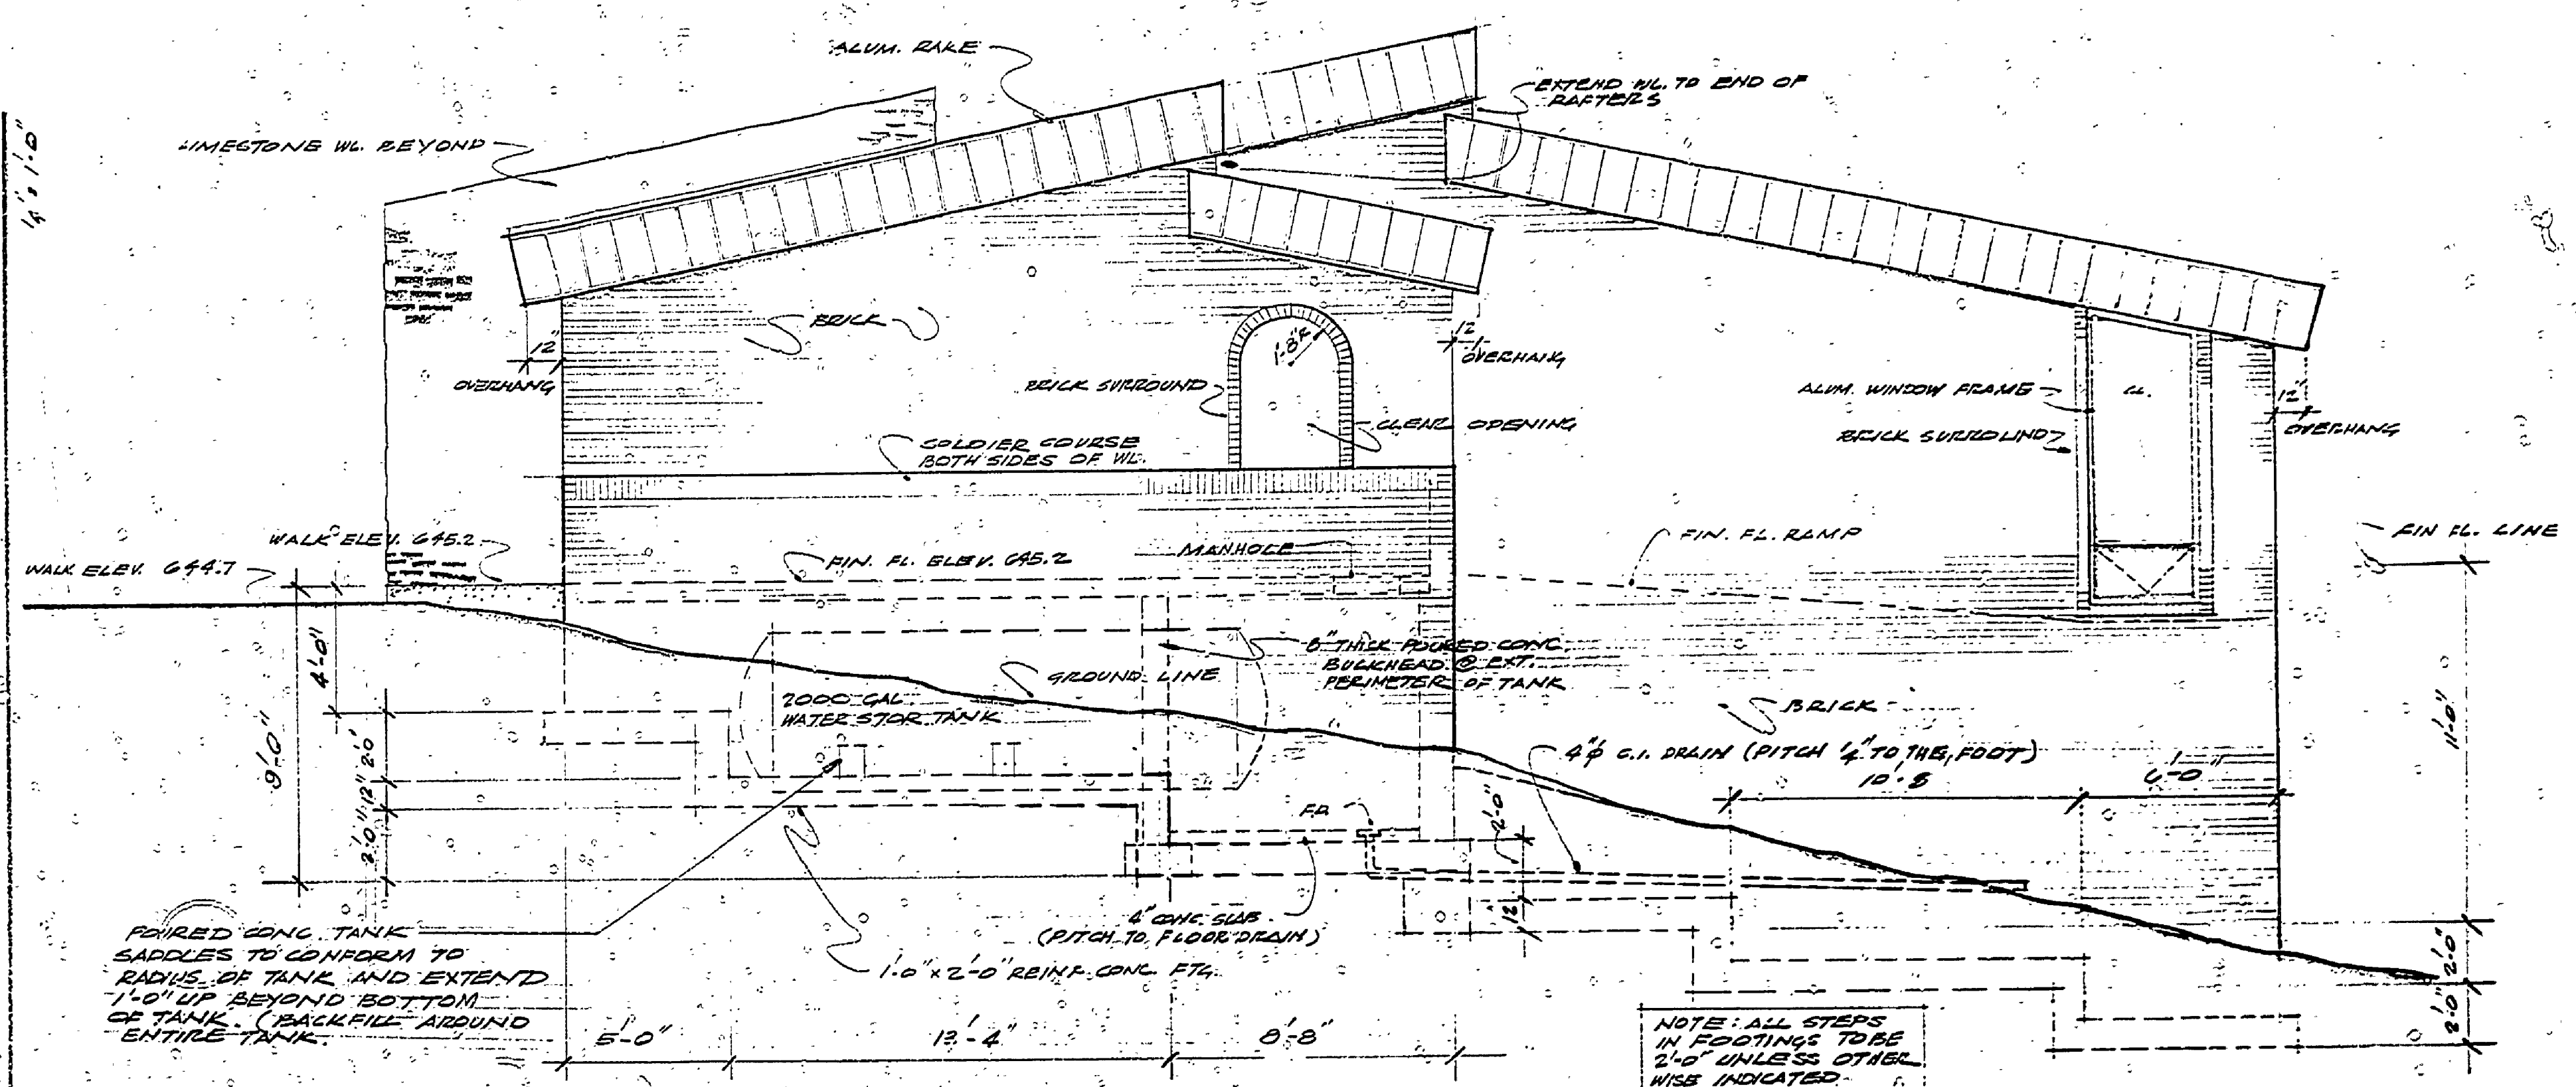 1/4" = 1'-0"
ALUM. RAKE
EXTEND WL. TO END OF
RAFTERS
LIMESTONE WL. BEYOND
BRICK
12"
OVERHANG
1'-8" R
12
OVERHANG
BRICK SURROUND
CLEAR OPENING
ALUM. WINDOW FRAME
GL.
BRICK SURROUND
12"
OVERHANG
SOLDIER COURSE
BOTH SIDES OF WL.
WALK ELEV. 645.2
WALK ELEV. 644.7
FIN. FL. ELEV. 645.2
MANHOLE
FIN. FL. RAMP
FIN FL. LINE
8" THICK POURED CONC.
BULKHEAD @ EXT.
PERIMETER OF TANK
GROUND LINE
2000 GAL.
WATER STOR. TANK
BRICK
4'-0"
9'-0"
2'-0"
12"
2'-0"
4"φ C.I. DRAIN (PITCH 1/4" TO THE FOOT)
10'-8
6'-0"
11'-0"
F.D.
2'-0"
12"
4" CONC. SLAB
(PITCH TO FLOOR DRAIN)
1'-0" x 2'-0" REINF. CONC. FTG.
POURED CONC. TANK
SADDLES TO CONFORM TO
RADIUS OF TANK AND EXTEND
1'-0" UP BEYOND BOTTOM
OF TANK. (BACKFILL AROUND
ENTIRE TANK.
5'-0"
13'-4"
8'-8"
2'-0"
2'-0"
NOTE: ALL STEPS
IN FOOTINGS TO BE
2'-0" UNLESS OTHER
WISE INDICATED